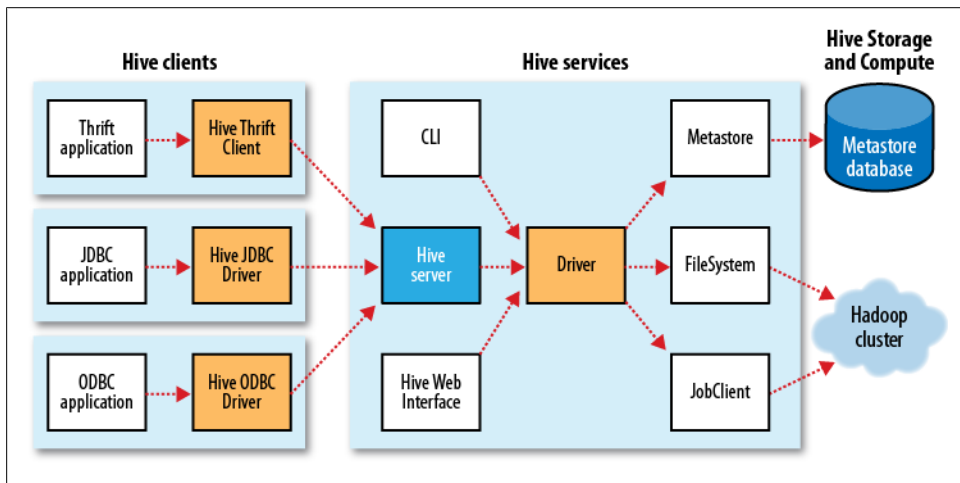 Hive clients
Thrift
application
Hive Thrift
Client
JDBC
application
Hive JDBC
Driver
ODBC
application
Hive ODBC
Driver
Hive services
CLI
Hive
server
Hive Web
Interface
Driver
Metastore
FileSystem
JobClient
Hive Storage
and Compute
Metastore
database
Hadoop
cluster